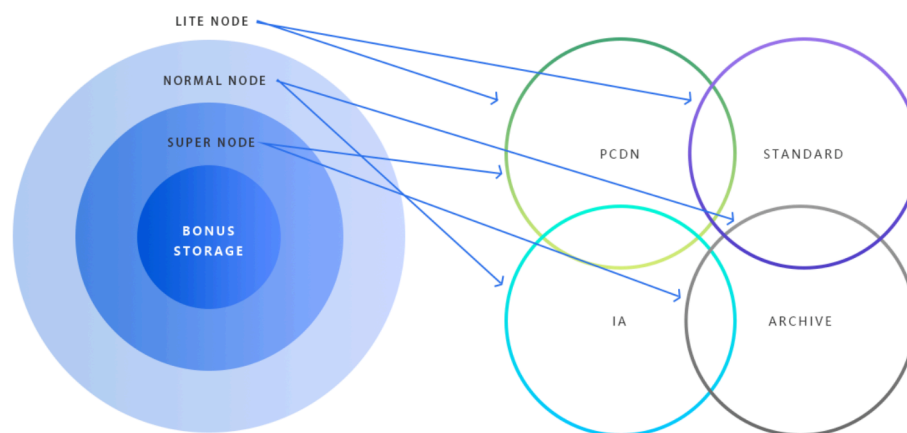 LITE NODE
NORMAL NODE
SUPER NODE
BONUS
STORAGE
PCDN
STANDARD
IA
ARCHIVE